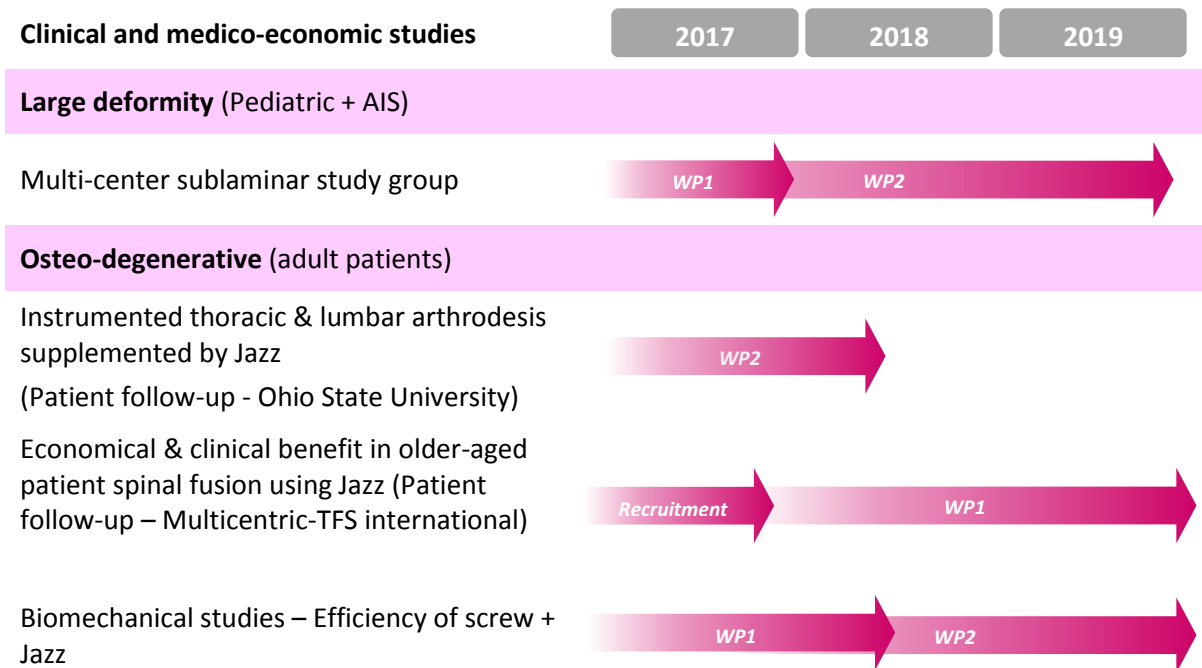 Clinical and medico-economic studies
2017
2018
2019
Large deformity (Pediatric + AIS)
Multi-center sublaminar study group
WP1
WP2
Osteo-degenerative (adult patients)
Instrumented thoracic & lumbar arthrodesis
supplemented by Jazz
(Patient follow-up - Ohio State University)
WP2
Economical & clinical benefit in older-aged
patient spinal fusion using Jazz (Patient
follow-up – Multicentric-TFS international)
Recruitment
WP1
Biomechanical studies – Efficiency of screw +
Jazz
WP1
WP2